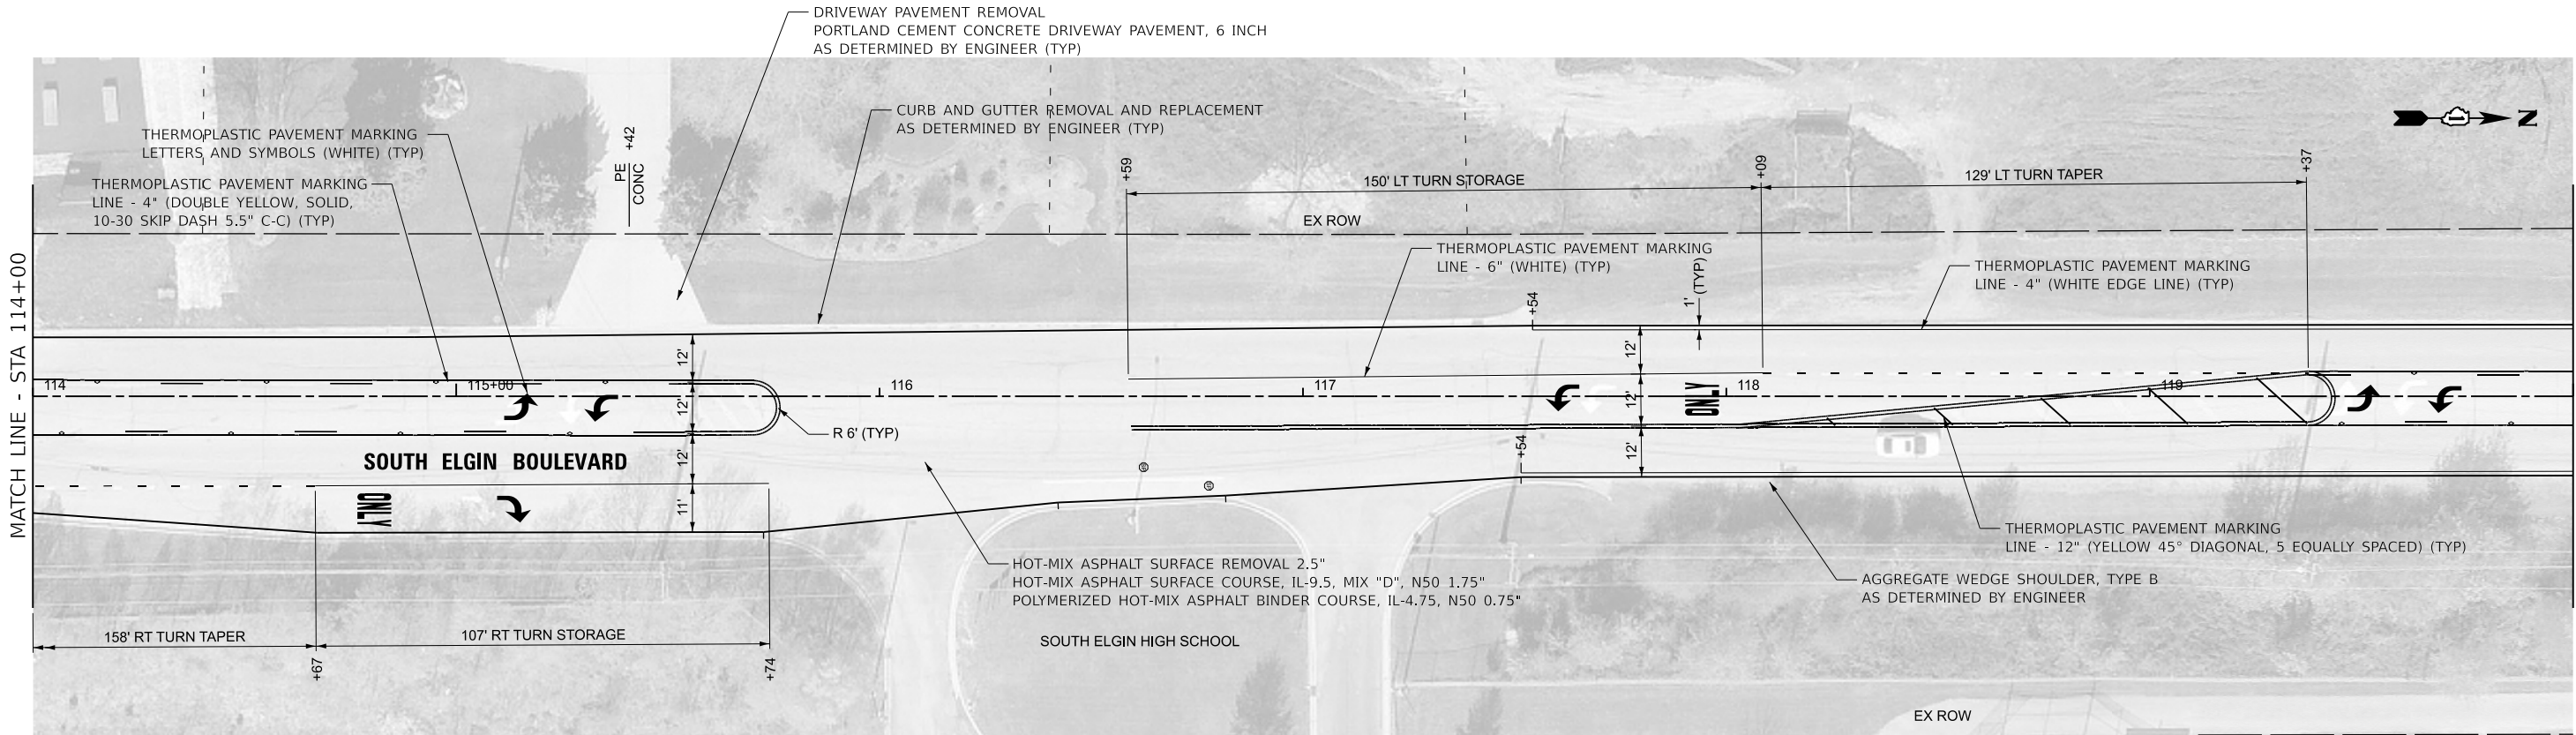 DRIVEWAY PAVEMENT REMOVAL
PORTLAND CEMENT CONCRETE DRIVEWAY PAVEMENT, 6 INCH
AS DETERMINED BY ENGINEER (TYP)
CURB AND GUTTER REMOVAL AND REPLACEMENT
AS DETERMINED BY ENGINEER (TYP)
THERMOPLASTIC PAVEMENT MARKING
LETTERS AND SYMBOLS (WHITE) (TYP)
THERMOPLASTIC PAVEMENT MARKING
LINE - 4" (DOUBLE YELLOW, SOLID,
10-30 SKIP DASH 5.5" C-C) (TYP)
PE
CONC
+42
+59
150' LT TURN STORAGE
+09
129' LT TURN TAPER
+37
N
EX ROW
THERMOPLASTIC PAVEMENT MARKING
LINE - 6" (WHITE) (TYP)
1'
(TYP)
THERMOPLASTIC PAVEMENT MARKING
LINE - 4" (WHITE EDGE LINE) (TYP)
+54
MATCH LINE - STA 114+00
12'
12'
114
115+00
116
117
118
119
12'
12'
ONLY
R 6' (TYP)
12'
12'
+54
SOUTH ELGIN BOULEVARD
ONLY
11'
THERMOPLASTIC PAVEMENT MARKING
LINE - 12" (YELLOW 45° DIAGONAL, 5 EQUALLY SPACED) (TYP)
HOT-MIX ASPHALT SURFACE REMOVAL 2.5"
HOT-MIX ASPHALT SURFACE COURSE, IL-9.5, MIX "D", N50 1.75"
POLYMERIZED HOT-MIX ASPHALT BINDER COURSE, IL-4.75, N50 0.75"
AGGREGATE WEDGE SHOULDER, TYPE B
AS DETERMINED BY ENGINEER
158' RT TURN TAPER
107' RT TURN STORAGE
SOUTH ELGIN HIGH SCHOOL
+67
+74
EX ROW